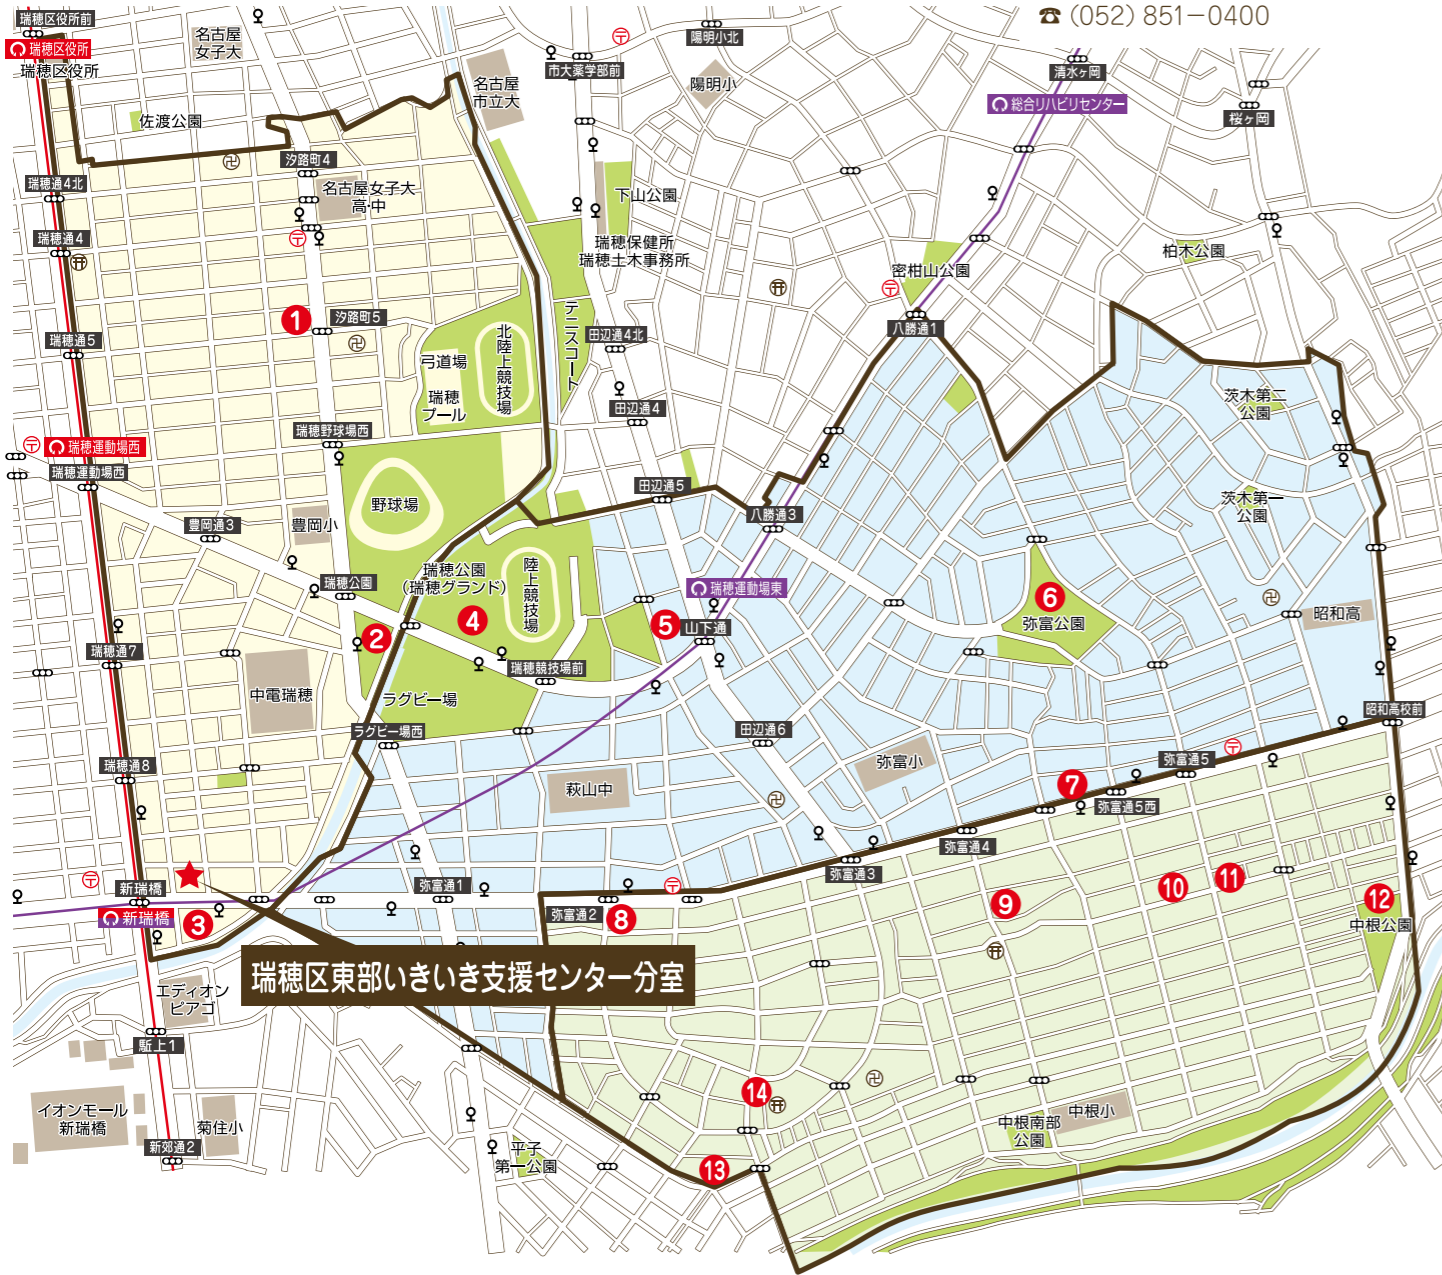 ☎(052)851−0400
瑞穂区役所前
瑞穂区役所
瑞穂区役所
名古屋
女子大
佐渡公園
市大薬学部前
陽明小北
陽明小
清水ヶ岡
総合リハビリセンター
桜ヶ岡
名古屋
市立大
汐路町4
瑞穂通4北
名古屋女子大
高・中
瑞穂通4
下山公園
瑞穂保健所
瑞穂土木事務所
密柑山公園
柏木公園
八勝通1
1
汐路町5
瑞穂通5
弓道場
瑞穂
プール
北陸上競技場
テニスコート
田辺通4北
田辺通4
茨木第二
公園
瑞穂運動場西
瑞穂運動場西
瑞穂野球場西
野球場
田辺通5
八勝通3
茨木第一
公園
豊岡通3
豊岡小
瑞穂公園
瑞穂公園
(瑞穂グランド)
陸上競技場
瑞穂運動場東
2
4
5
山下通
6
弥富公園
昭和高
瑞穂通7
中電瑞穂
ラグビー場
瑞穂競技場前
ラグビー場西
田辺通6
昭和高校前
瑞穂通8
萩山中
弥富小
弥富通5
7
弥富通5西
弥富通4
弥富通3
新瑞橋
新瑞橋
3
弥富通1
弥富通2
8
9
10
11
12
中根公園
瑞穂区東部いきいき支援センター分室
エディオン
ピアゴ
駈上1
イオンモール
新瑞橋
菊住小
新郊通2
平子
第一公園
13
14
中根南部
公園
中根小